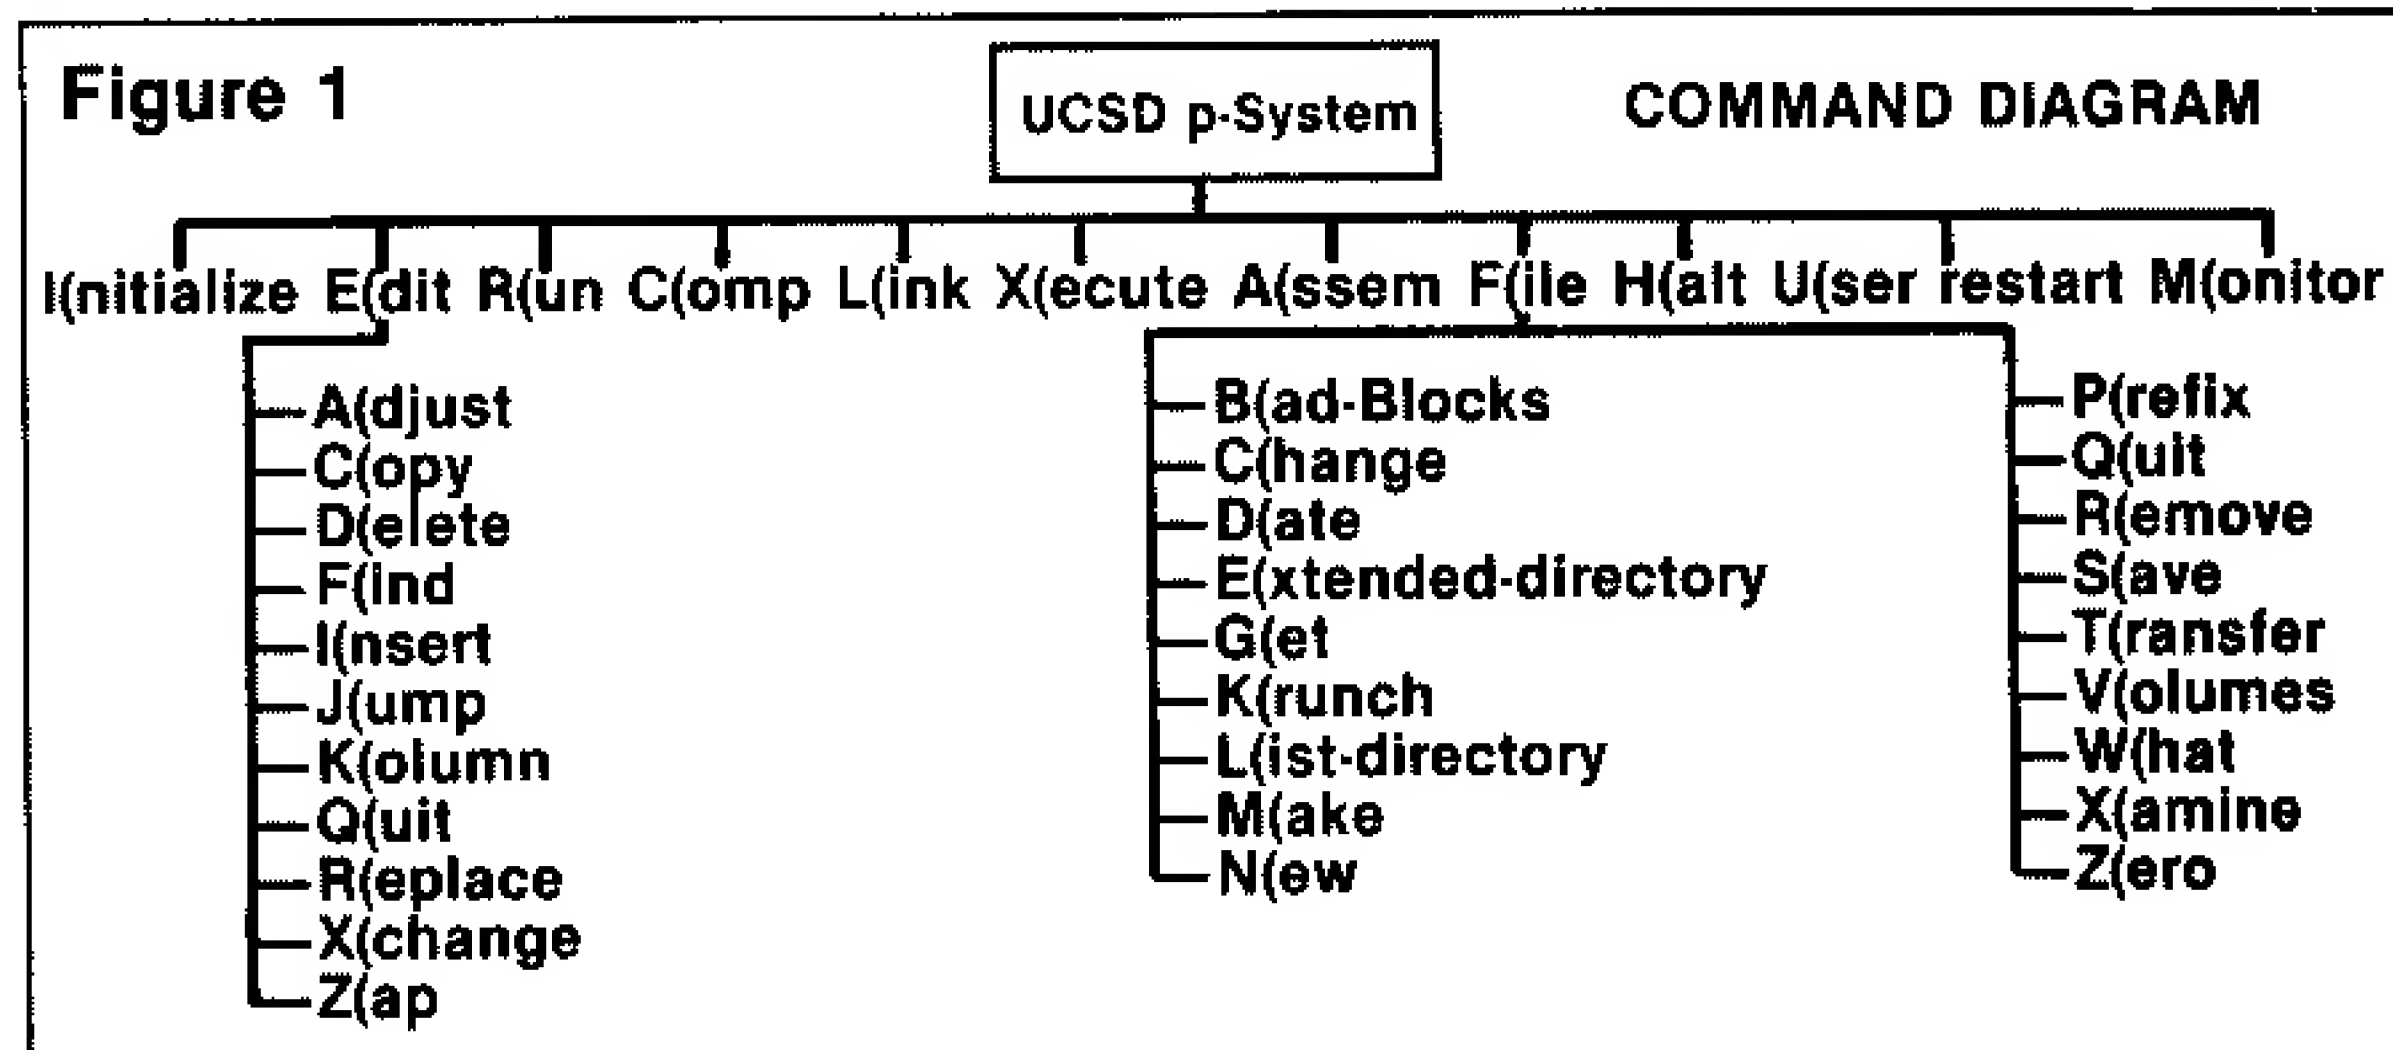 Figure 1
UCSD p-System
COMMAND DIAGRAM
I(nitialize E(dit R(un C(omp L(ink X(ecute A(ssem F(ile H(alt U(ser restart M(onitor
A(djust
C(opy
D(elete
F(ind
I(nsert
J(ump
K(olumn
Q(uit
R(eplace
X(change
Z(ap
B(ad-Blocks
C(hange
D(ate
E(xtended-directory
G(et
K(runch
L(ist-directory
M(ake
N(ew
P(refix
Q(uit
R(emove
S(ave
T(ransfer
V(olumes
W(hat
X(amine
Z(ero